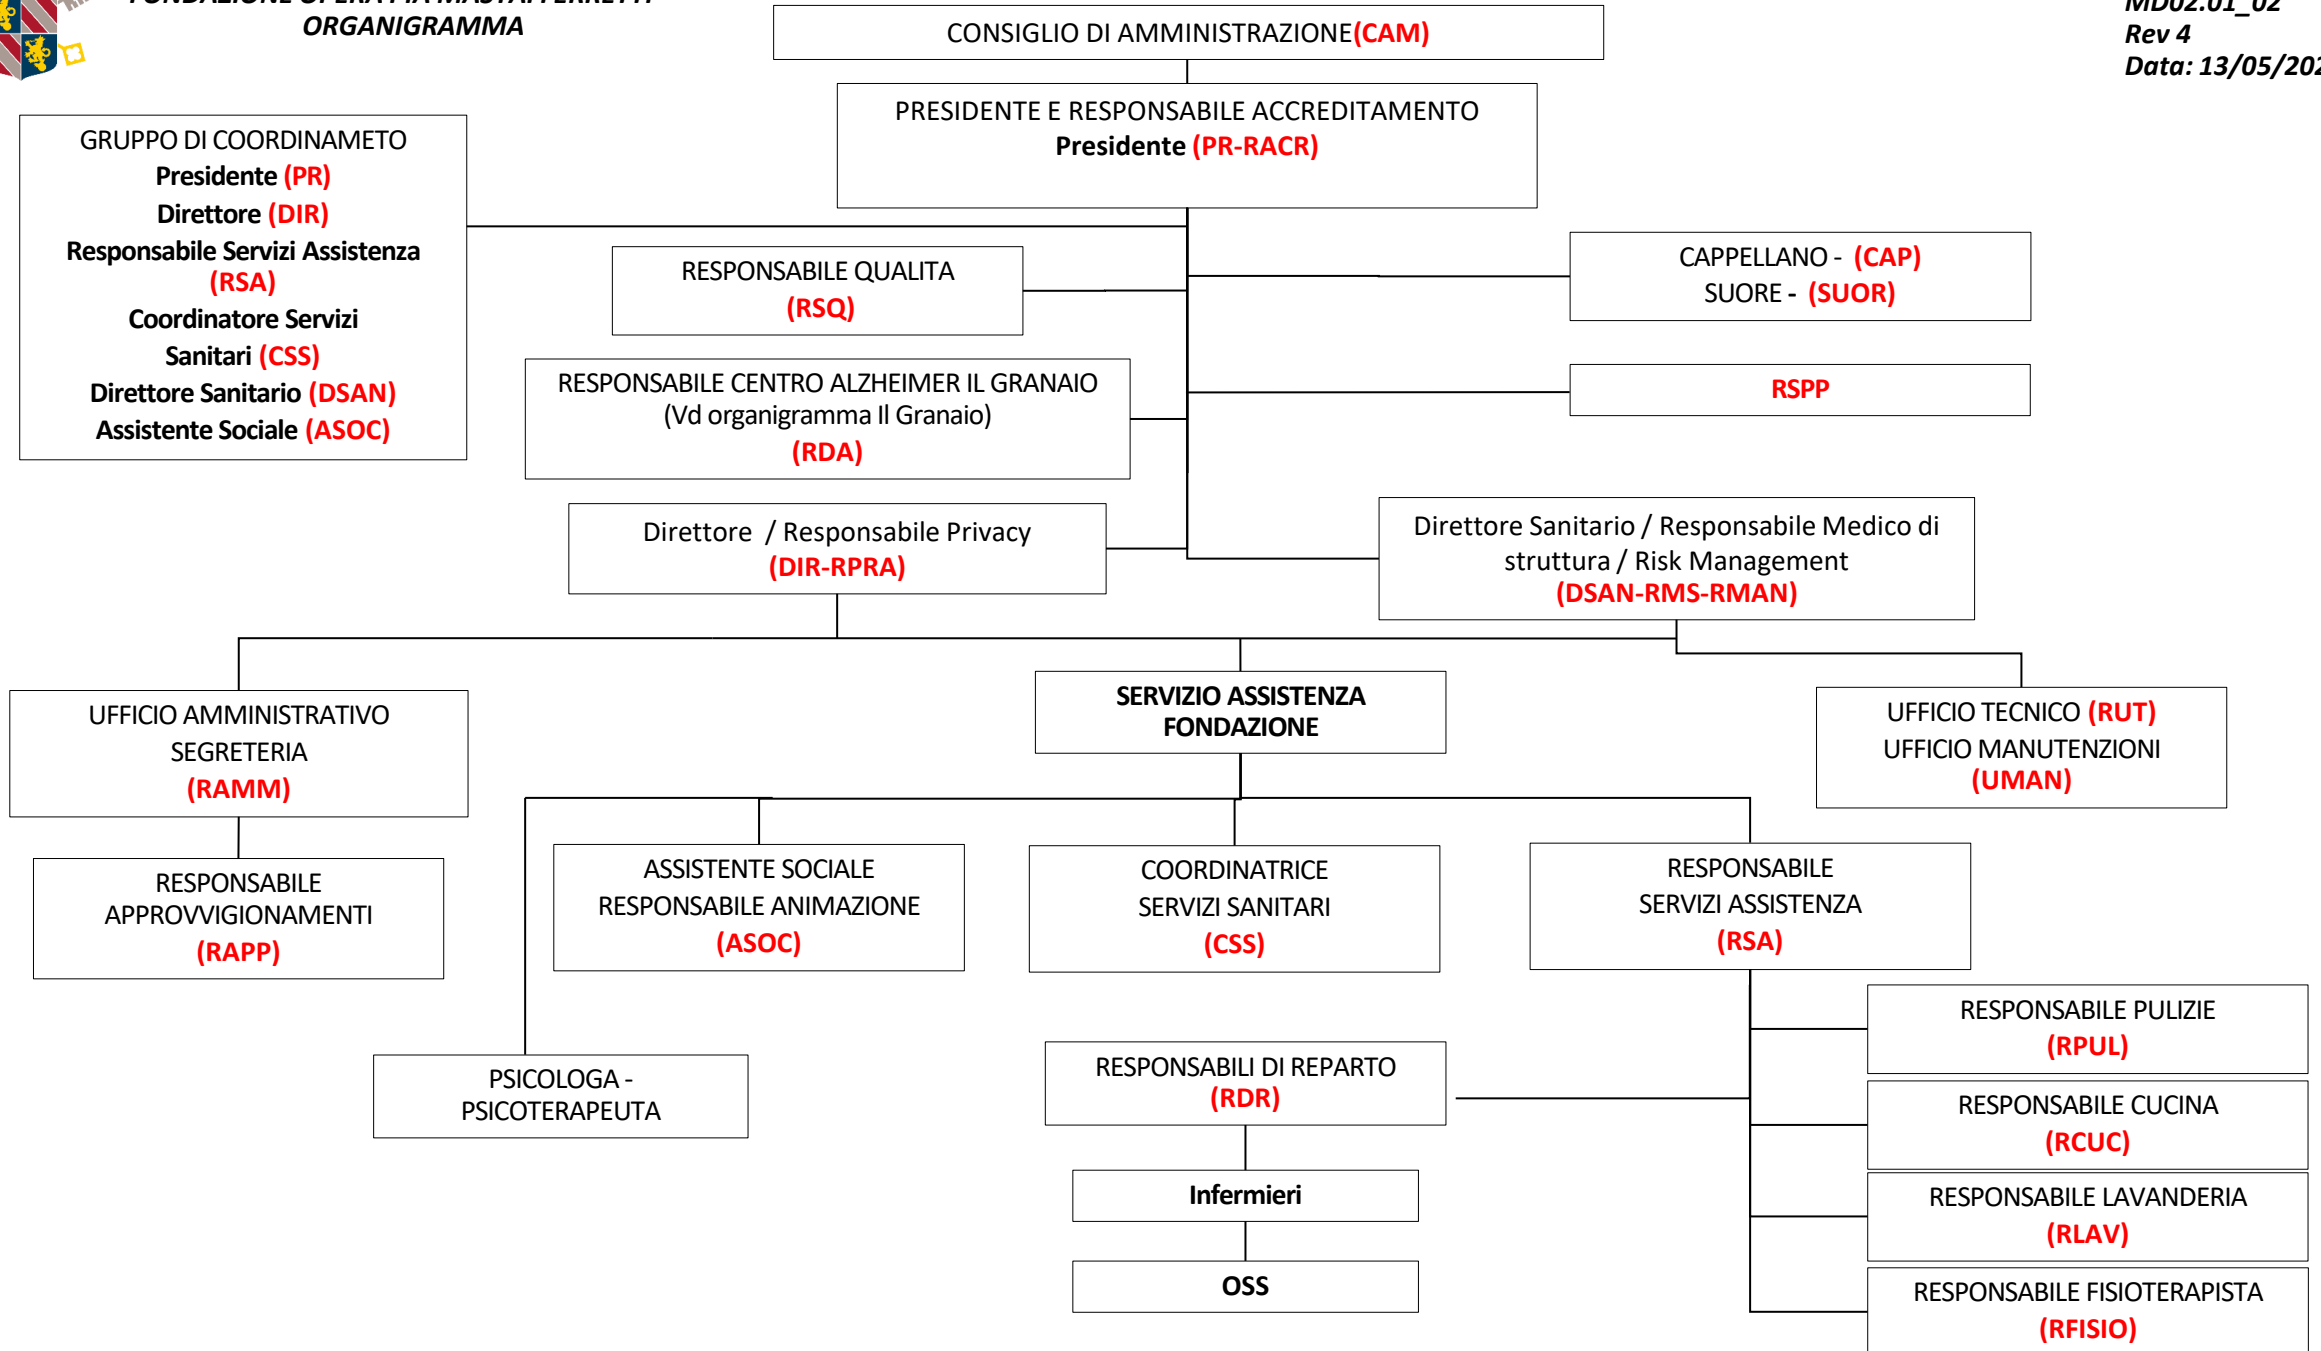 ORGANIGRAMMA
MD02.01_02
Rev 4
Data: 13/05/202
CONSIGLIO DI AMMINISTRAZIONE(CAM)
PRESIDENTE E RESPONSABILE ACCREDITAMENTO
Presidente (PR-RACR)
GRUPPO DI COORDINAMETO
Presidente (PR)
Direttore (DIR)
Responsabile Servizi Assistenza
(RSA)
Coordinatore Servizi
Sanitari (CSS)
Direttore Sanitario (DSAN)
Assistente Sociale (ASOC)
RESPONSABILE QUALITA
(RSQ)
CAPPELLANO - (CAP)
SUORE - (SUOR)
RESPONSABILE CENTRO ALZHEIMER IL GRANAIO
(Vd organigramma Il Granaio)
(RDA)
RSPP
Direttore / Responsabile Privacy
(DIR-RPRA)
Direttore Sanitario / Responsabile Medico di
struttura / Risk Management
(DSAN-RMS-RMAN)
UFFICIO AMMINISTRATIVO
SEGRETERIA
(RAMM)
SERVIZIO ASSISTENZA
FONDAZIONE
UFFICIO TECNICO (RUT)
UFFICIO MANUTENZIONI
(UMAN)
RESPONSABILE
APPROVVIGIONAMENTI
(RAPP)
ASSISTENTE SOCIALE
RESPONSABILE ANIMAZIONE
(ASOC)
COORDINATRICE
SERVIZI SANITARI
(CSS)
RESPONSABILE
SERVIZI ASSISTENZA
(RSA)
PSICOLOGA -
PSICOTERAPEUTA
RESPONSABILI DI REPARTO
(RDR)
Infermieri
OSS
RESPONSABILE PULIZIE
(RPUL)
RESPONSABILE CUCINA
(RCUC)
RESPONSABILE LAVANDERIA
(RLAV)
RESPONSABILE FISIOTERAPISTA
(RFISIO)